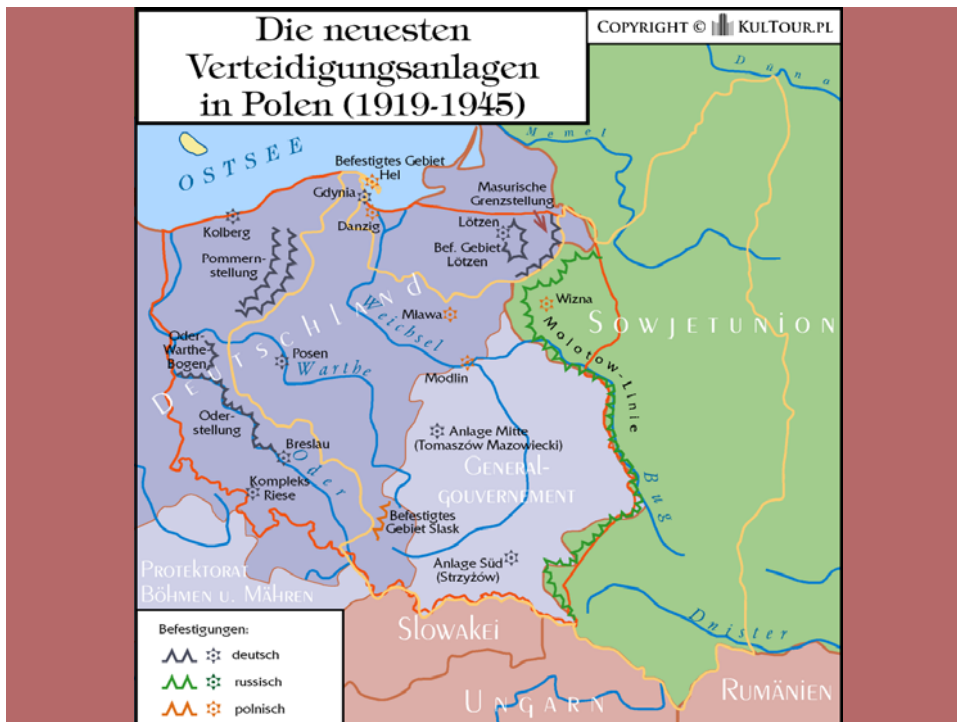 Die neuesten
Verteidigungsanlagen
in Polen (1919-1945)
Copyright © KulTour.pl
Düna
Memel
OSTSEE
Befestigtes Gebiet
Hel
Gdynia
Danzig
Kolberg
Masurische
Grenzstellung
Lötzen
Bef. Gebiet
Lötzen
Pommern-
stellung
Wizna
Mława
Sowjetunion
Deutschland
Weichsel
Molotow-Linie
Oder-
Warthe-
Bogen
Posen
Warthe
Modlin
Oder-
stellung
Anlage Mitte
(Tomaszów Mazowiecki)
Breslau
Oder
General-
gouvernement
Bug
Kompleks
Riese
Befestigtes
Gebiet Slask
Anlage Süd
(Strzyżów)
Protektorat
Böhmen u. Mähren
Dnister
Slowakei
Befestigungen:
deutsch
russisch
polnisch
Ungarn
Rumänien